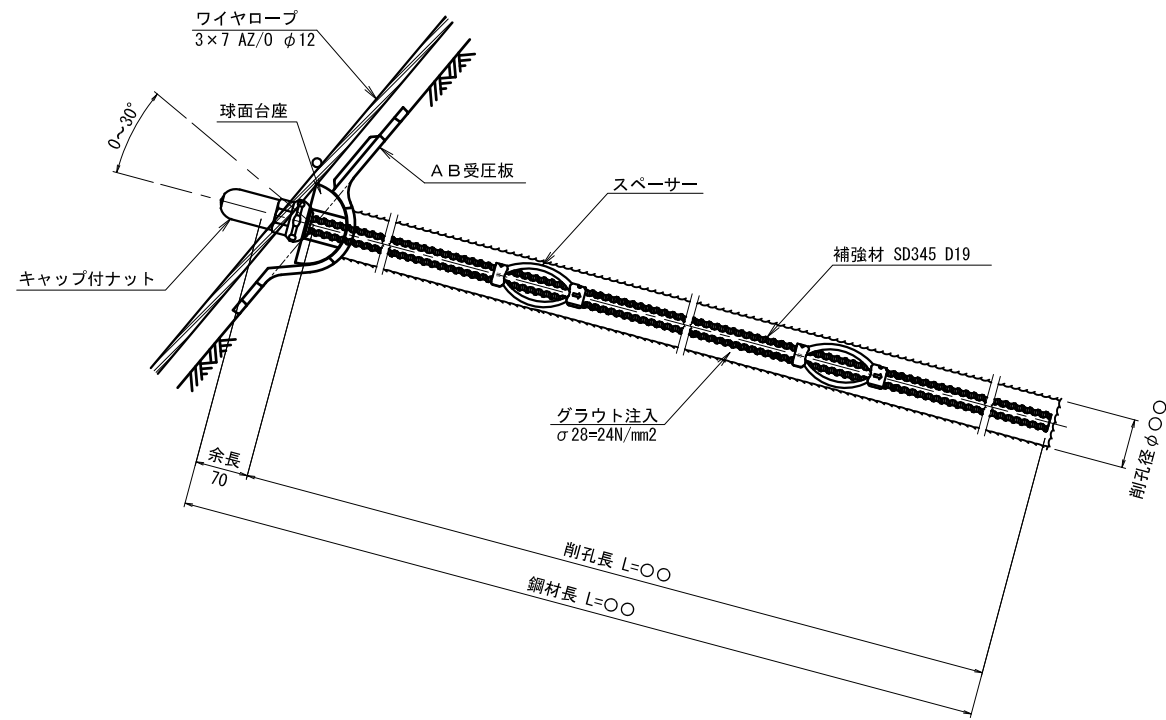 ワイヤロープ
3×7 AZ/0 φ12
0～30°
球面台座
AB受圧板
スペーサー
補強材 SD345 D19
キャップ付ナット
グラウト注入
σ28=24N/mm2
削孔径φ○○
余長
70
削孔長 L=○○
鋼材長 L=○○